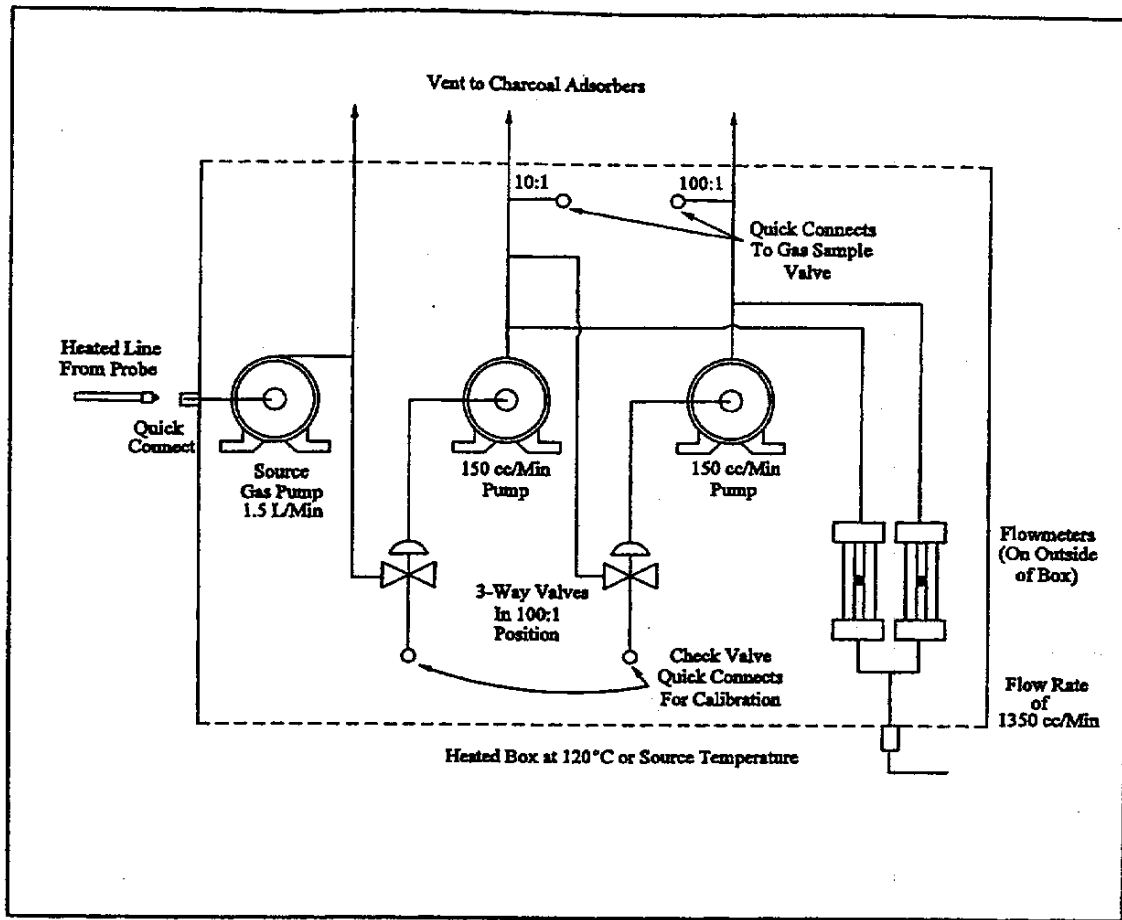 Vent to Charcoal Adsorbers
10:1
100:1
Quick Connects
To Gas Sample
Valve
Heated Line
From Probe
Quick
Connect
Source
Gas Pump
1.5 L/Min
150 cc/Min
Pump
150 cc/Min
Pump
3-Way Valves
In 100:1
Position
Flowmeters
(On Outside
of Box)
Check Valve
Quick Connects
For Calibration
Flow Rate
of
1350 cc/Min
Heated Box at 120°C or Source Temperature